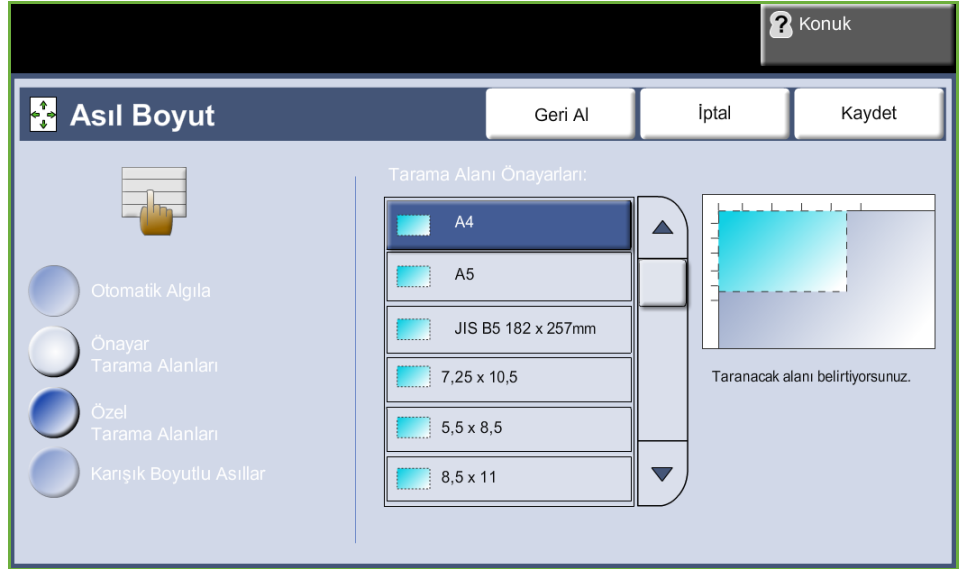 Konuk
Asıl Boyut
Geri Al
İptal
Kaydet
Tarama Alanı Önayarları:
A4
A5
JIS B5 182 x 257mm
7,25 x 10,5
5,5 x 8,5
8,5 x 11
Otomatik Algıla
Önayar
Tarama Alanları
Özel
Tarama Alanları
Karışık Boyutlu Asıllar
Taranacak alanı belirtiyorsunuz.